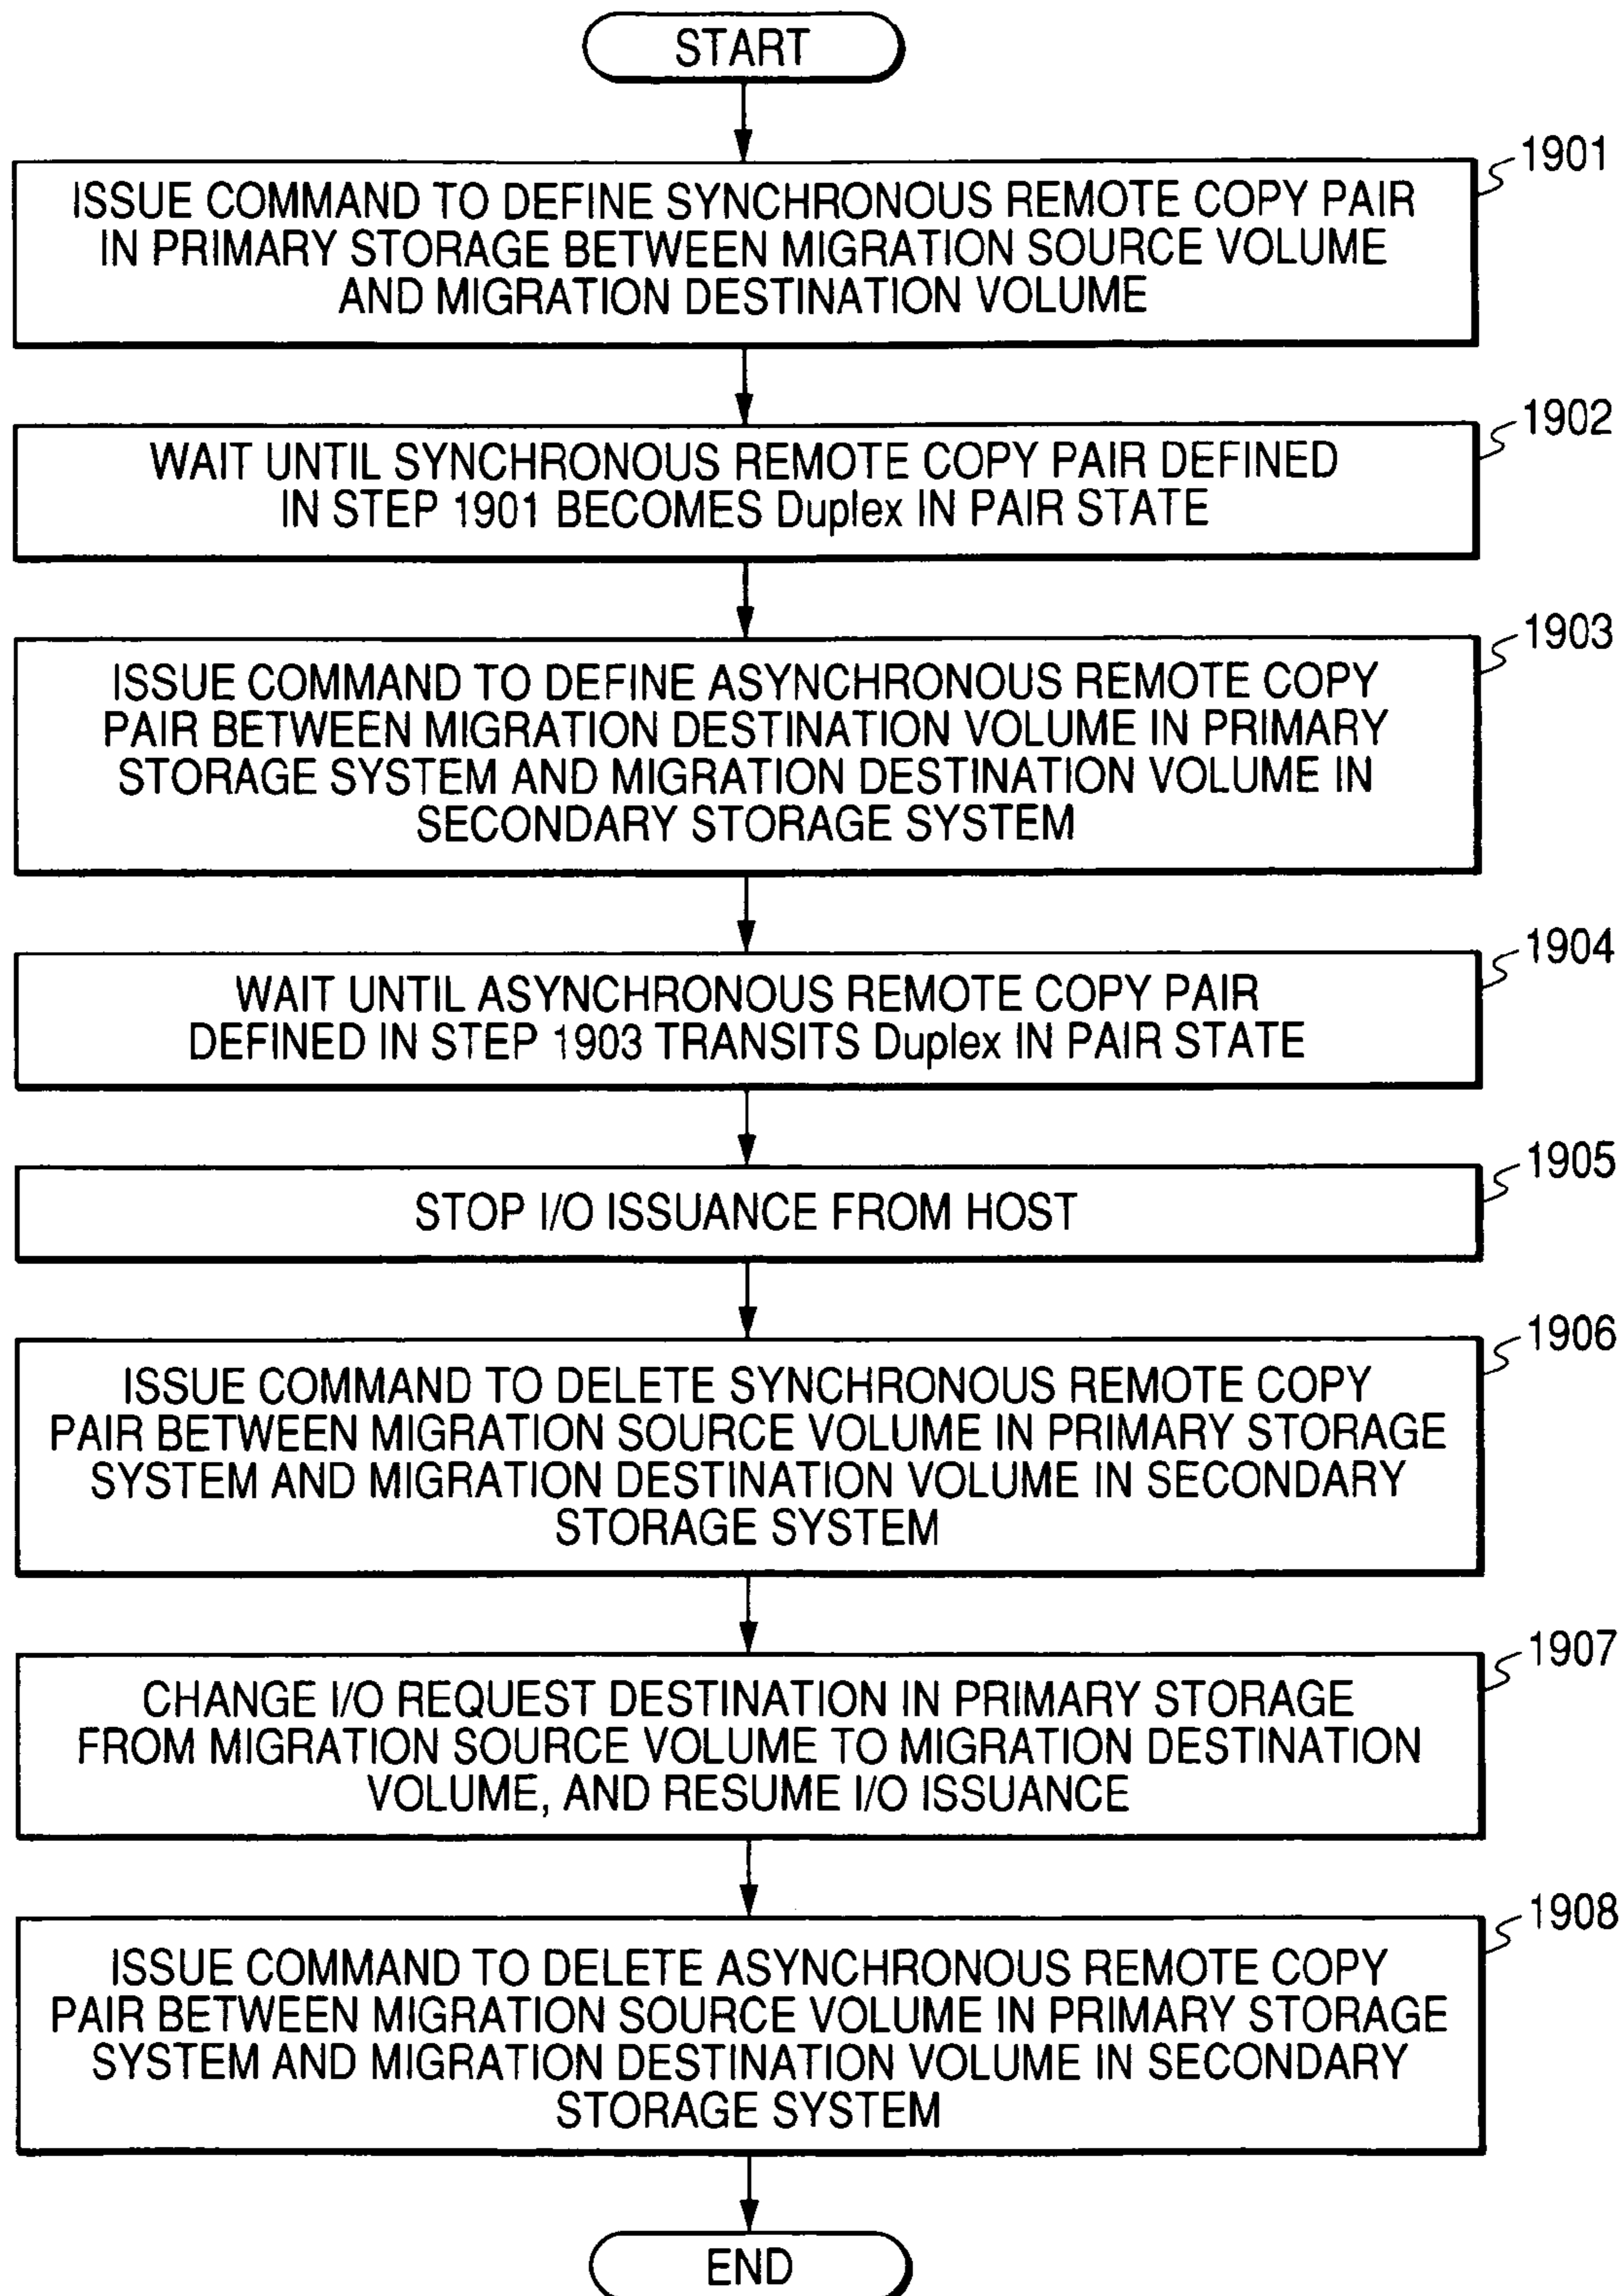 START
1901
ISSUE COMMAND TO DEFINE SYNCHRONOUS REMOTE COPY PAIR
IN PRIMARY STORAGE BETWEEN MIGRATION SOURCE VOLUME
AND MIGRATION DESTINATION VOLUME
1902
WAIT UNTIL SYNCHRONOUS REMOTE COPY PAIR DEFINED
IN STEP 1901 BECOMES Duplex IN PAIR STATE
1903
ISSUE COMMAND TO DEFINE ASYNCHRONOUS REMOTE COPY
PAIR BETWEEN MIGRATION DESTINATION VOLUME IN PRIMARY
STORAGE SYSTEM AND MIGRATION DESTINATION VOLUME IN
SECONDARY STORAGE SYSTEM
1904
WAIT UNTIL ASYNCHRONOUS REMOTE COPY PAIR
DEFINED IN STEP 1903 TRANSITS Duplex IN PAIR STATE
1905
STOP I/O ISSUANCE FROM HOST
1906
ISSUE COMMAND TO DELETE SYNCHRONOUS REMOTE COPY
PAIR BETWEEN MIGRATION SOURCE VOLUME IN PRIMARY STORAGE
SYSTEM AND MIGRATION DESTINATION VOLUME IN SECONDARY
STORAGE SYSTEM
1907
CHANGE I/O REQUEST DESTINATION IN PRIMARY STORAGE
FROM MIGRATION SOURCE VOLUME TO MIGRATION DESTINATION
VOLUME, AND RESUME I/O ISSUANCE
1908
ISSUE COMMAND TO DELETE ASYNCHRONOUS REMOTE COPY
PAIR BETWEEN MIGRATION SOURCE VOLUME IN PRIMARY STORAGE
SYSTEM AND MIGRATION DESTINATION VOLUME IN SECONDARY
STORAGE SYSTEM
END